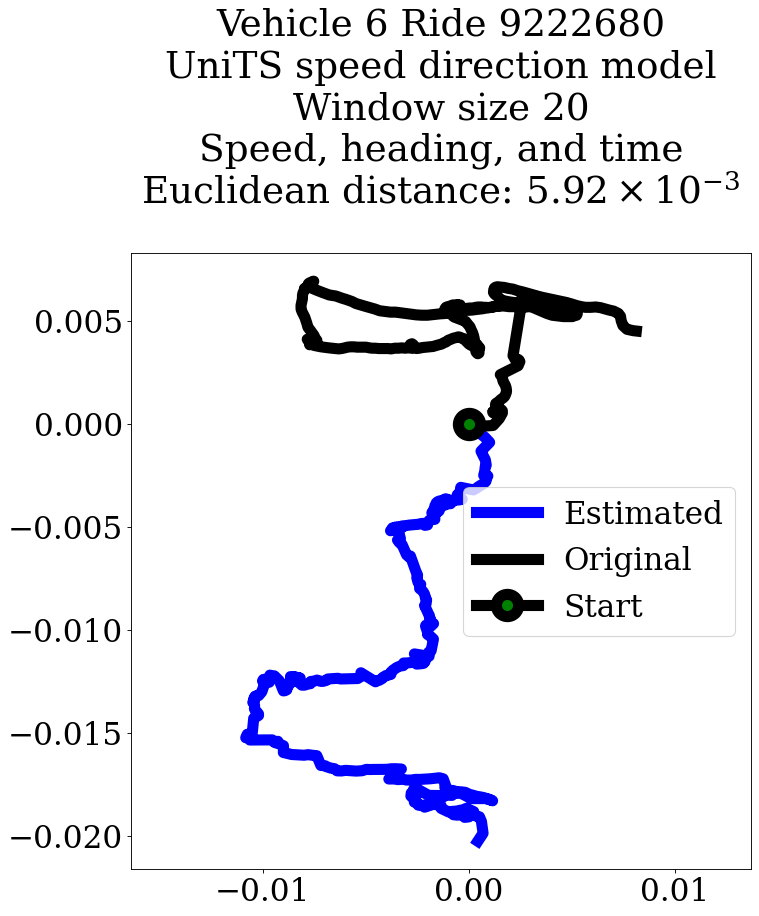 Vehicle 6 Ride 9222680
UniTS speed direction model
Window size 20
Speed, heading, and time
Euclidean distance: 5.92 × 10⁻³
0.005
0.000
−0.005
−0.010
−0.015
−0.020
Estimated
Original
Start
−0.01
0.00
0.01